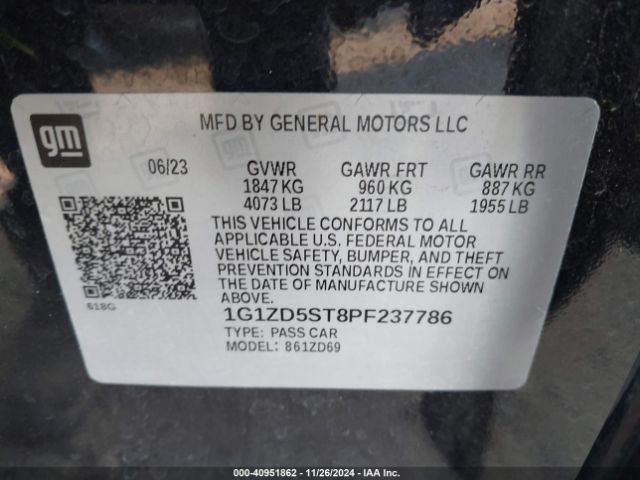 gm
MFD BY GENERAL MOTORS LLC
06/23 GVWR GAWR FRT GAWR RR
1847 KG 960 KG 887 KG
4073 LB 2117 LB 1955 LB
THIS VEHICLE CONFORMS TO ALL
APPLICABLE U.S. FEDERAL MOTOR
VEHICLE SAFETY, BUMPER, AND THEFT
PREVENTION STANDARDS IN EFFECT ON
THE DATE OF MANUFACTURE SHOWN
ABOVE.
618G
1G1ZD5ST8PF237786
TYPE: PASS CAR
MODEL: 861ZD69
000-40951862 - 11/26/2024 - IAA Inc.